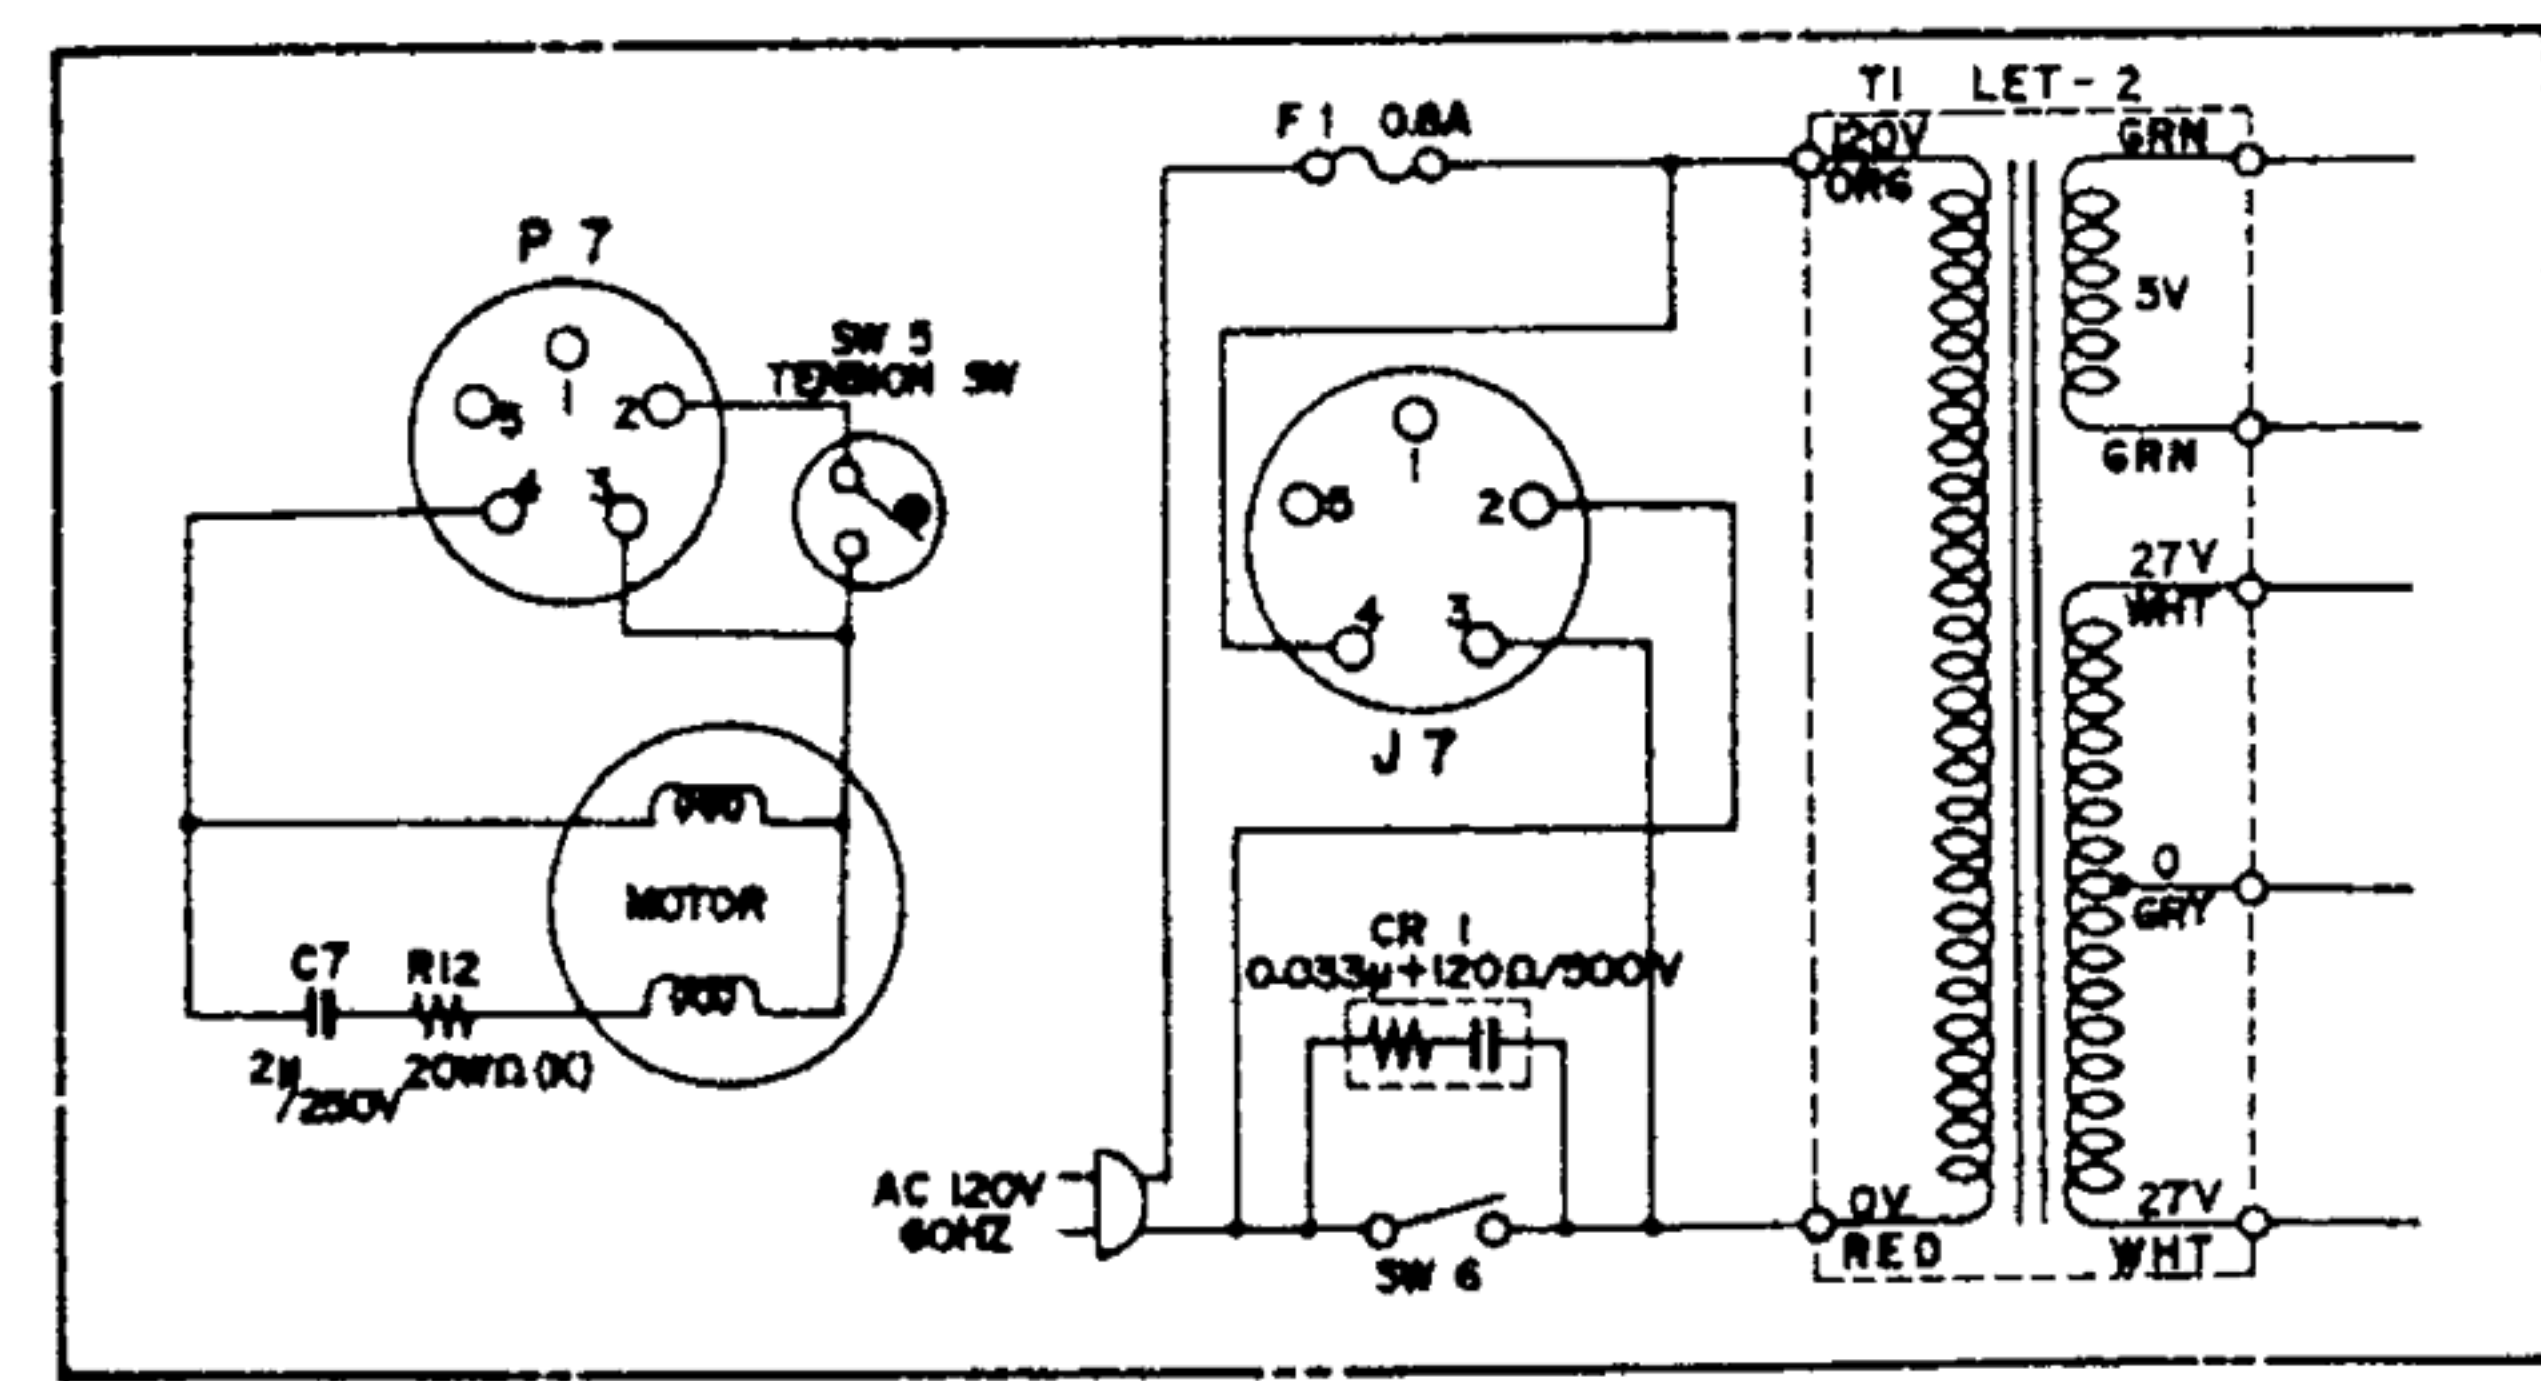 P 7
1
5
2
4
3
SW 5
TENSION SW
MOTOR
C7
R12
2μ
/250V
20WΩ(K)
F 1 0.8A
1
5
2
4
3
J 7
CR 1
0.033μ+120Ω/500V
AC 120V
60HZ
SW 6
T1 LET-2
120V
ORG
GRN
GRN
27V
WHT
0
GRY
0V
RED
27V
WHT